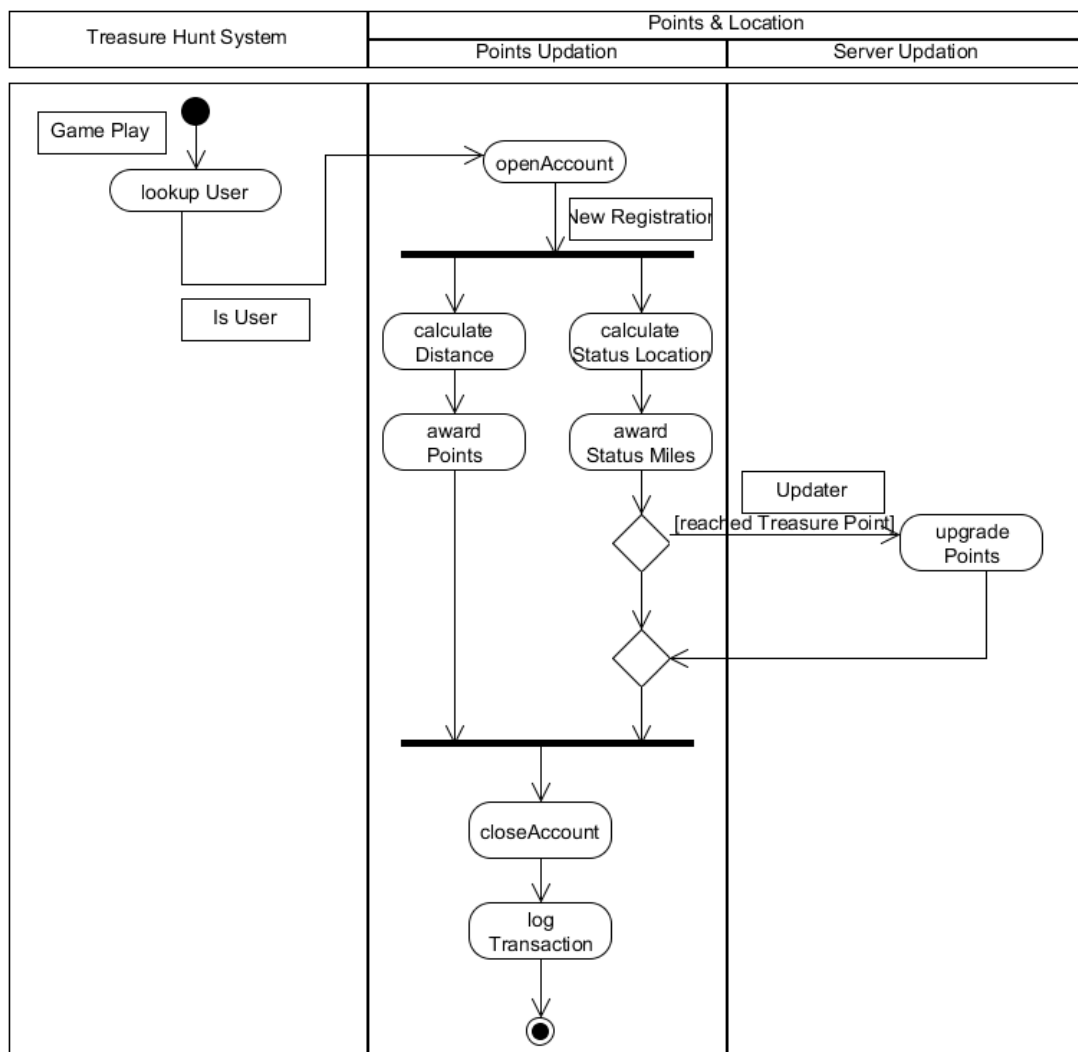 Treasure Hunt System
Points & Location
Points Updation
Server Updation
Game Play
lookup User
openAccount
New Registration
Is User
calculate
Distance
calculate
Status Location
award
Points
award
Status Miles
Updater
[reached Treasure Point]
upgrade
Points
closeAccount
log
Transaction